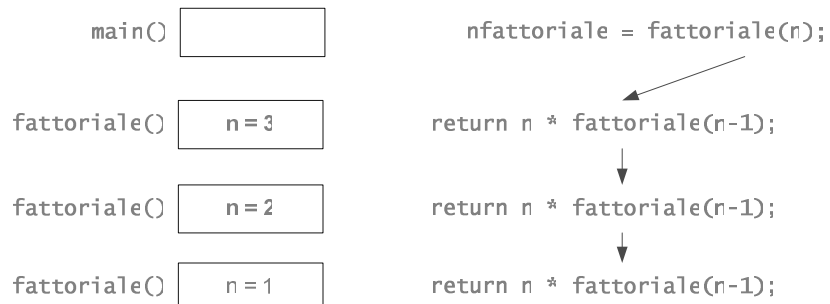 main() nfattoriale = fattoriale(n);
fattoriale() n = 3 return n * fattoriale(n-1);
fattoriale() n = 2 return n * fattoriale(n-1);
fattoriale() n = 1 return n * fattoriale(n-1);